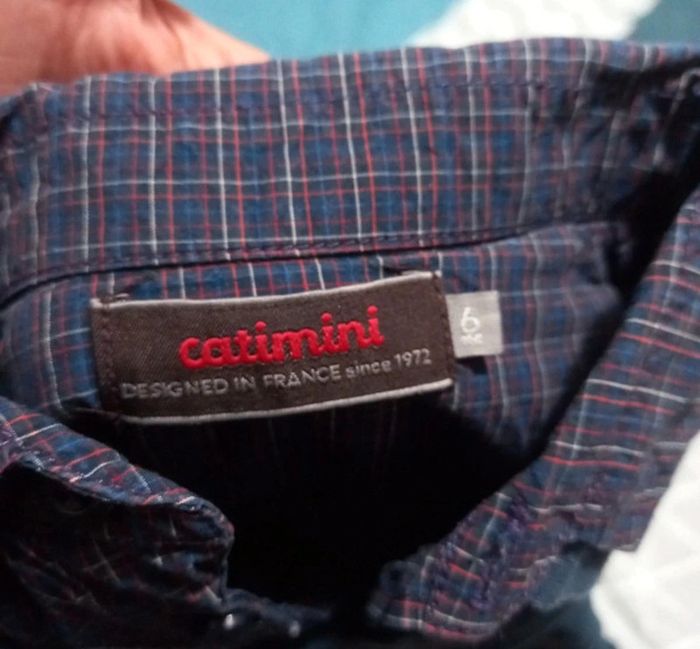 catimini
DESIGNED IN FRANCE since 1972
6